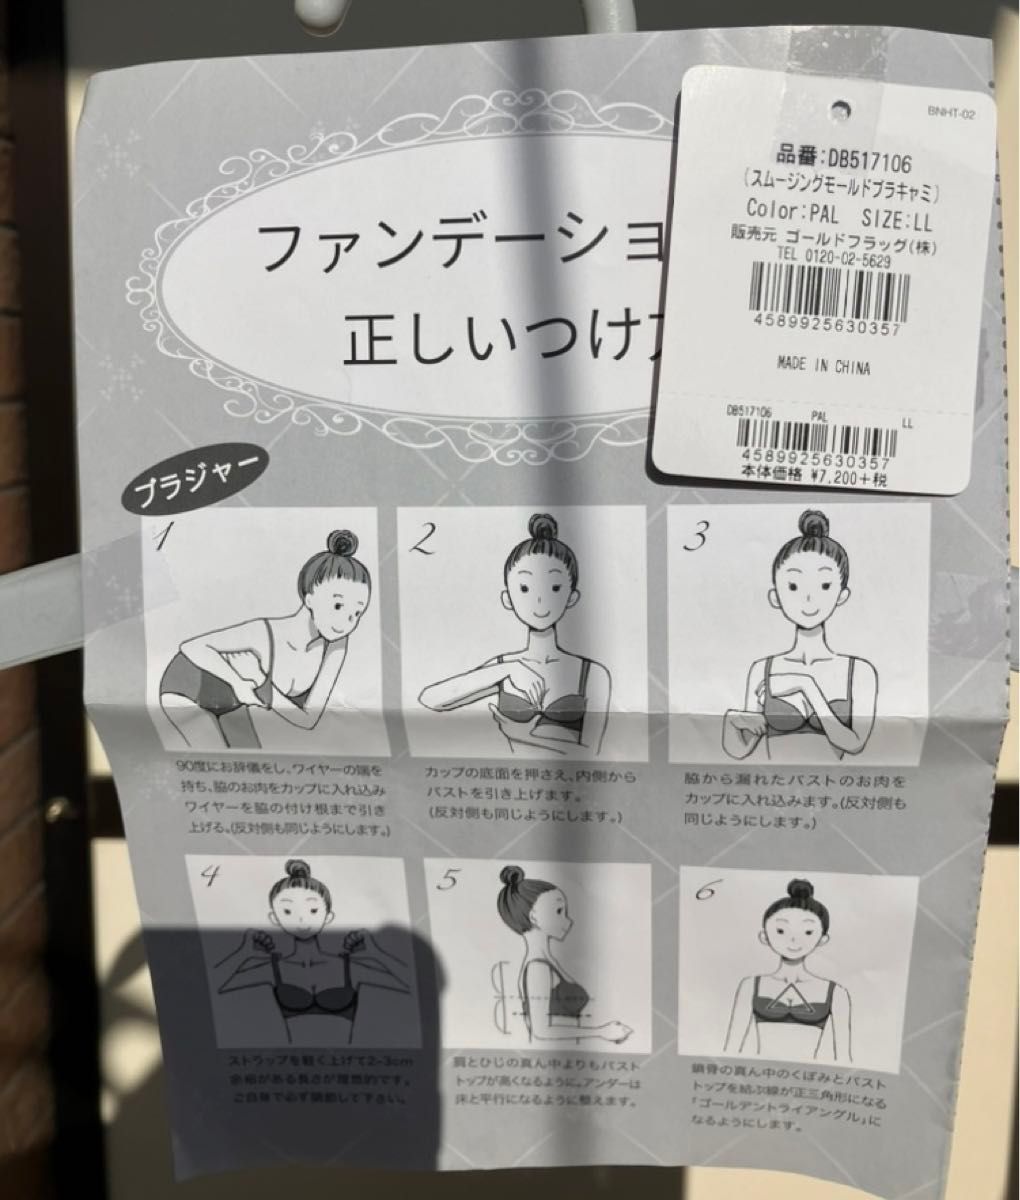 BNHT-02
品番:DB517106
(スムージングモールドブラキャミ)
Color:PAL SIZE:LL
販売元 ゴールドフラッグ(株)
TEL 0120-02-5629
4589925630357
MADE IN CHINA
DB517106 PAL LL
4589925630357
本体価格 ¥7,200+税
ファンデーショ
正しいつけ
ブラジャー
1
90度にお辞儀をし、ワイヤーの端を
持ち、脇のお肉をカップに入れ込み
ワイヤーを脇の付け根まで引き
上げる。(反対側も同じようにします。)
2
カップの底面を押さえ、内側から
バストを引き上げます。
(反対側も同じようにします。)
3
脇から漏れたバストのお肉を
カップに入れ込みます。(反対側も
同じようにします。)
4
ストラップを軽く上げて2~3cm
余裕がある長さが理想的です。
ご自身で必ず調節して下さい。
5
肩とひじの真ん中よりもバスト
トップが高くなるように。アンダーは
床と平行になるように整えます。
6
鎖骨の真ん中のくぼみとバスト
トップを結ぶ線が正三角形になる
「ゴールデントライアングル」に
なるようにします。